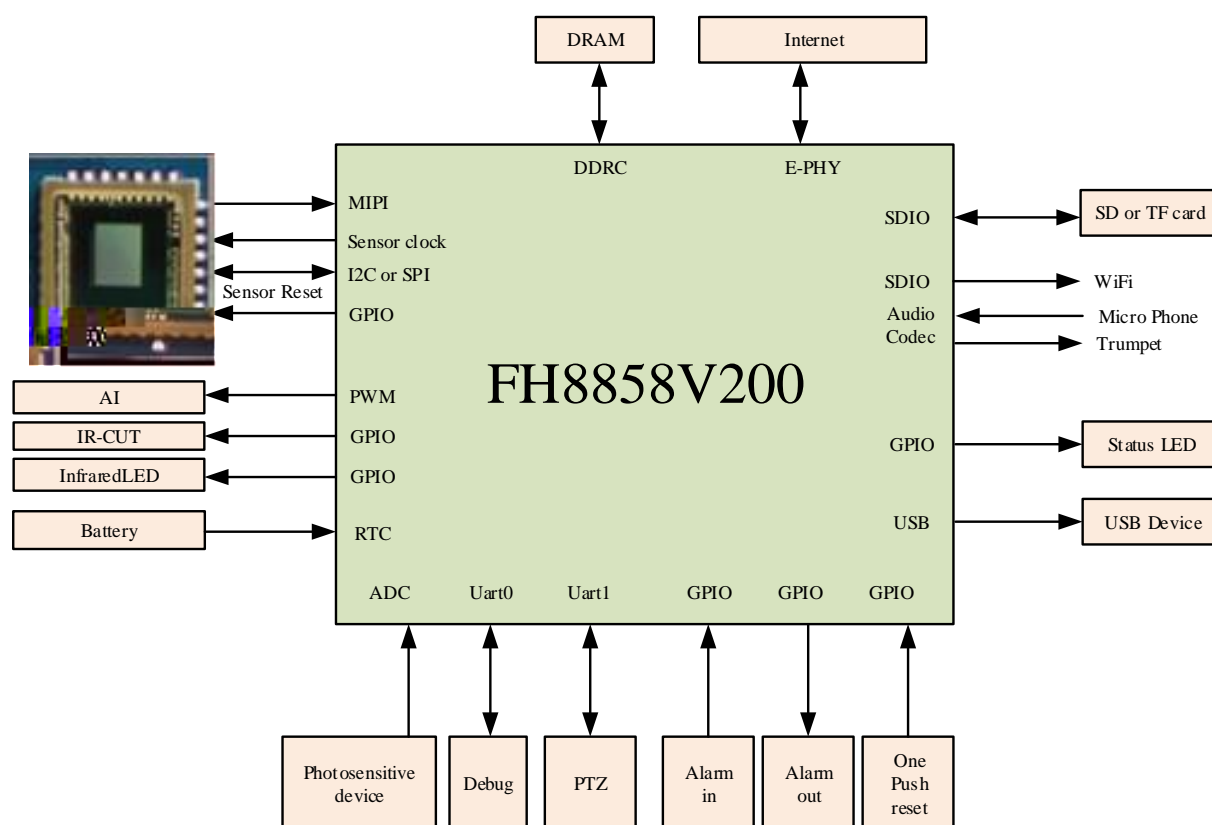 DRAM
Internet
DDRC
E-PHY
MIPI
Sensor clock
I2C or SPI
Sensor Reset
GPIO
SDIO
SD or TF card
SDIO
WiFi
Audio
Codec
Micro Phone
Trumpet
FH8858V200
AI
PWM
IR-CUT
GPIO
InfraredLED
GPIO
Battery
RTC
GPIO
Status LED
USB
USB Device
ADC
Uart0
Uart1
GPIO
GPIO
GPIO
Photosensitive
device
Debug
PTZ
Alarm
in
Alarm
out
One
Push
reset